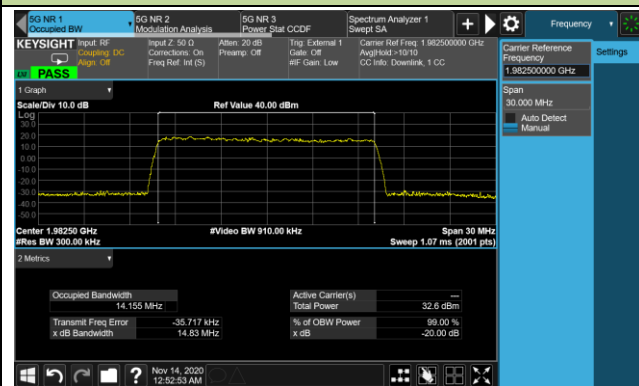 5G NR 1
Occupied BW
5G NR 2
Modulation Analysis
5G NR 3
Power Stat CCDF
Spectrum Analyzer 1
Swept SA
Frequency
KEYSIGHT
Input: RF
Coupling: DC
Align: Off
Input Z: 50 Ω
Corrections: On
Freq Ref: Int (S)
Atten: 20 dB
Preamp: Off
Trig: External 1
Gate: Off
#IF Gain: Low
Carrier Ref Freq: 1.982500000 GHz
Avg|Hold:>10/10
CC Info: Downlink, 1 CC
PASS
Carrier Reference
Frequency
1.982500000 GHz
Settings
Span
30.000 MHz
Auto Detect
Manual
1 Graph
Scale/Div 10.0 dB
Ref Value 40.00 dBm
Log
30.0
20.0
10.0
0.00
-10.0
-20.0
-30.0
-40.0
-50.0
Center 1.98250 GHz
#Video BW 910.00 kHz
Span 30 MHz
#Res BW 300.00 kHz
Sweep 1.07 ms (2001 pts)
2 Metrics
Occupied Bandwidth
14.155 MHz
Active Carrier(s)
---
Total Power
32.6 dBm
Transmit Freq Error
-35.717 kHz
% of OBW Power
99.00 %
x dB Bandwidth
14.83 MHz
x dB
-20.00 dB
?
Nov 14, 2020
12:52:53 AM